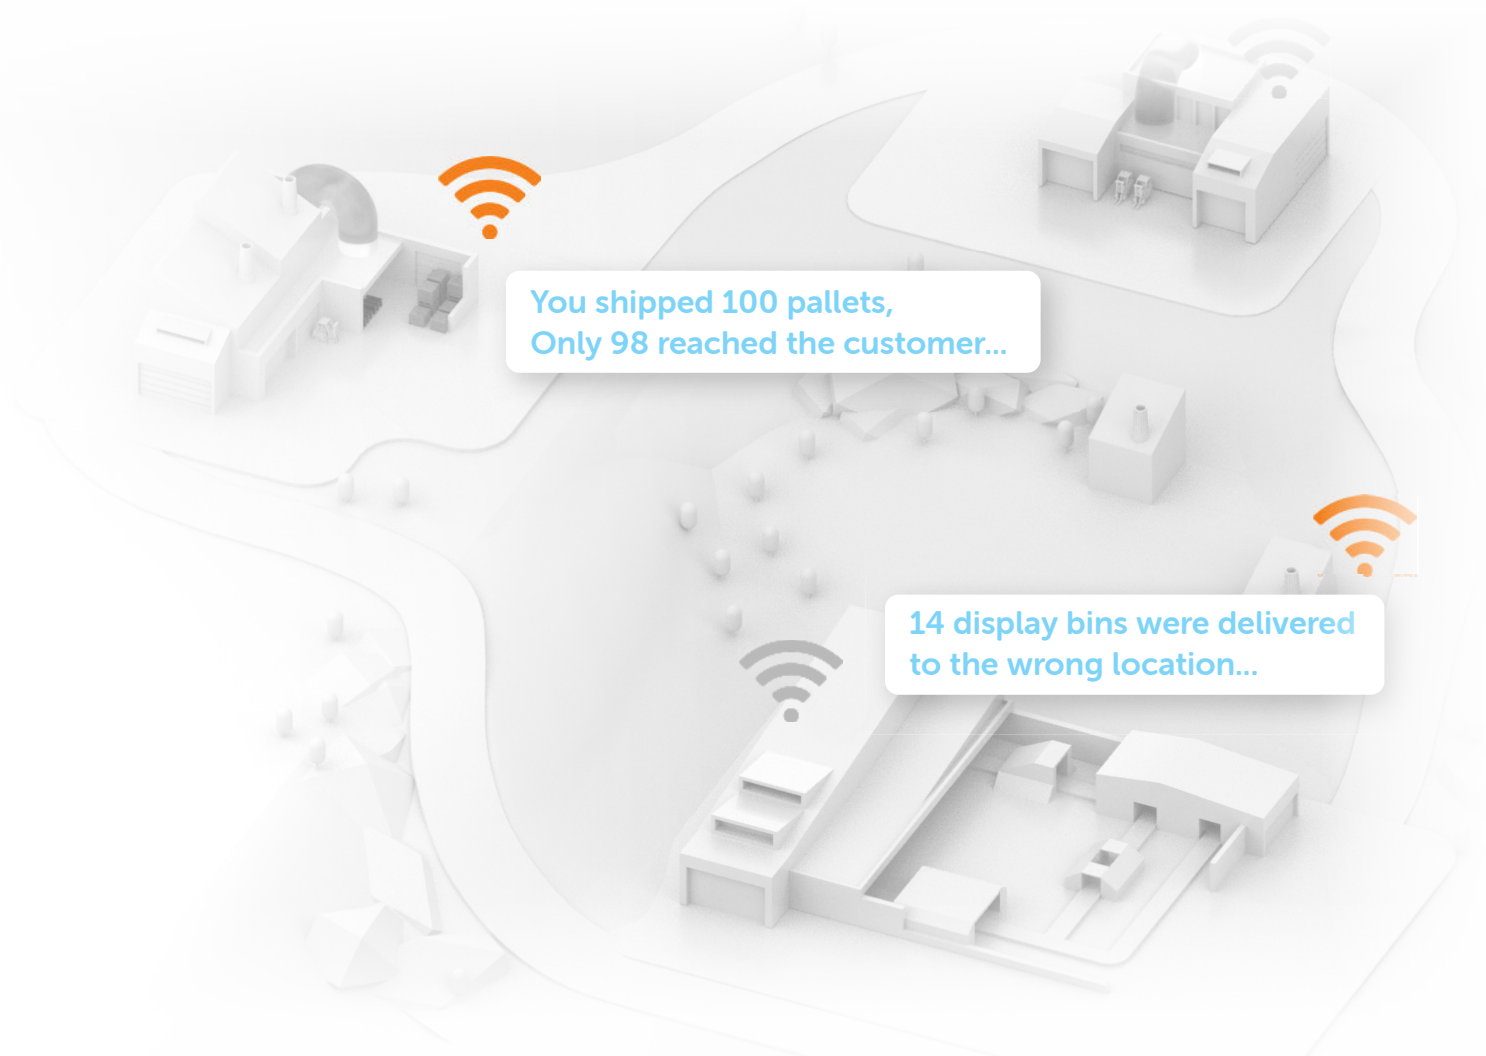 You shipped 100 pallets,
Only 98 reached the customer...
14 display bins were delivered
to the wrong location...